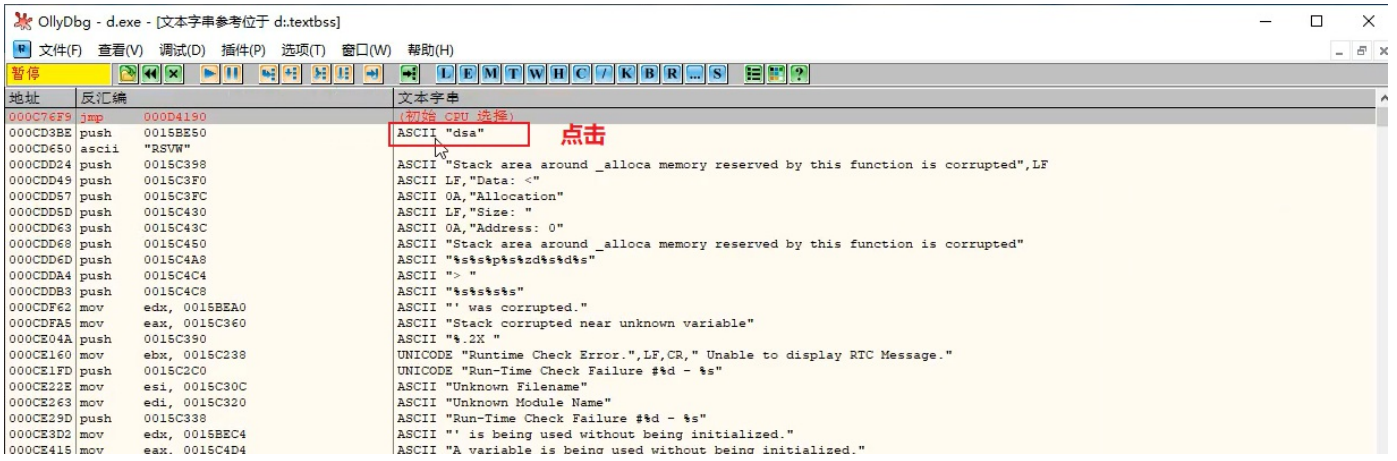 OllyDbg - d.exe - [文本字串参考位于 d:.textbss]
文件(F) 查看(V) 调试(D) 插件(P) 选项(T) 窗口(W) 帮助(H)
暂停 L E M T W H C / K B R ... S ?
地址 反汇编 文本字串
000C76F9 jmp 000D4190 (初始 CPU 选择)
000CD3BE push 0015BE50 ASCII "dsa" 点击
000CD650 ascii "RSVW"
000CDD24 push 0015C398 ASCII "Stack area around _alloca memory reserved by this function is corrupted",LF
000CDD49 push 0015C3F0 ASCII LF,"Data: <"
000CDD57 push 0015C3FC ASCII 0A,"Allocation"
000CDD5D push 0015C430 ASCII LF,"Size: "
000CDD63 push 0015C43C ASCII 0A,"Address: 0"
000CDD68 push 0015C450 ASCII "Stack area around _alloca memory reserved by this function is corrupted"
000CDD6D push 0015C4A8 ASCII "%s%s%p%s%zd%s%d%s"
000CDDA4 push 0015C4C4 ASCII "> "
000CDDB3 push 0015C4C8 ASCII "%s%s%s%s"
000CDF62 mov edx, 0015BEA0 ASCII "' was corrupted."
000CDFA5 mov eax, 0015C360 ASCII "Stack corrupted near unknown variable"
000CE04A push 0015C390 ASCII "%.2X "
000CE160 mov ebx, 0015C238 UNICODE "Runtime Check Error.",LF,CR," Unable to display RTC Message."
000CE1FD push 0015C2C0 UNICODE "Run-Time Check Failure #%d - %s"
000CE22E mov esi, 0015C30C ASCII "Unknown Filename"
000CE263 mov edi, 0015C320 ASCII "Unknown Module Name"
000CE29D push 0015C338 ASCII "Run-Time Check Failure #%d - %s"
000CE3D2 mov edx, 0015BEC4 ASCII "' is being used without being initialized."
000CE415 mov eax, 0015C4D4 ASCII "A variable is being used without being initialized."